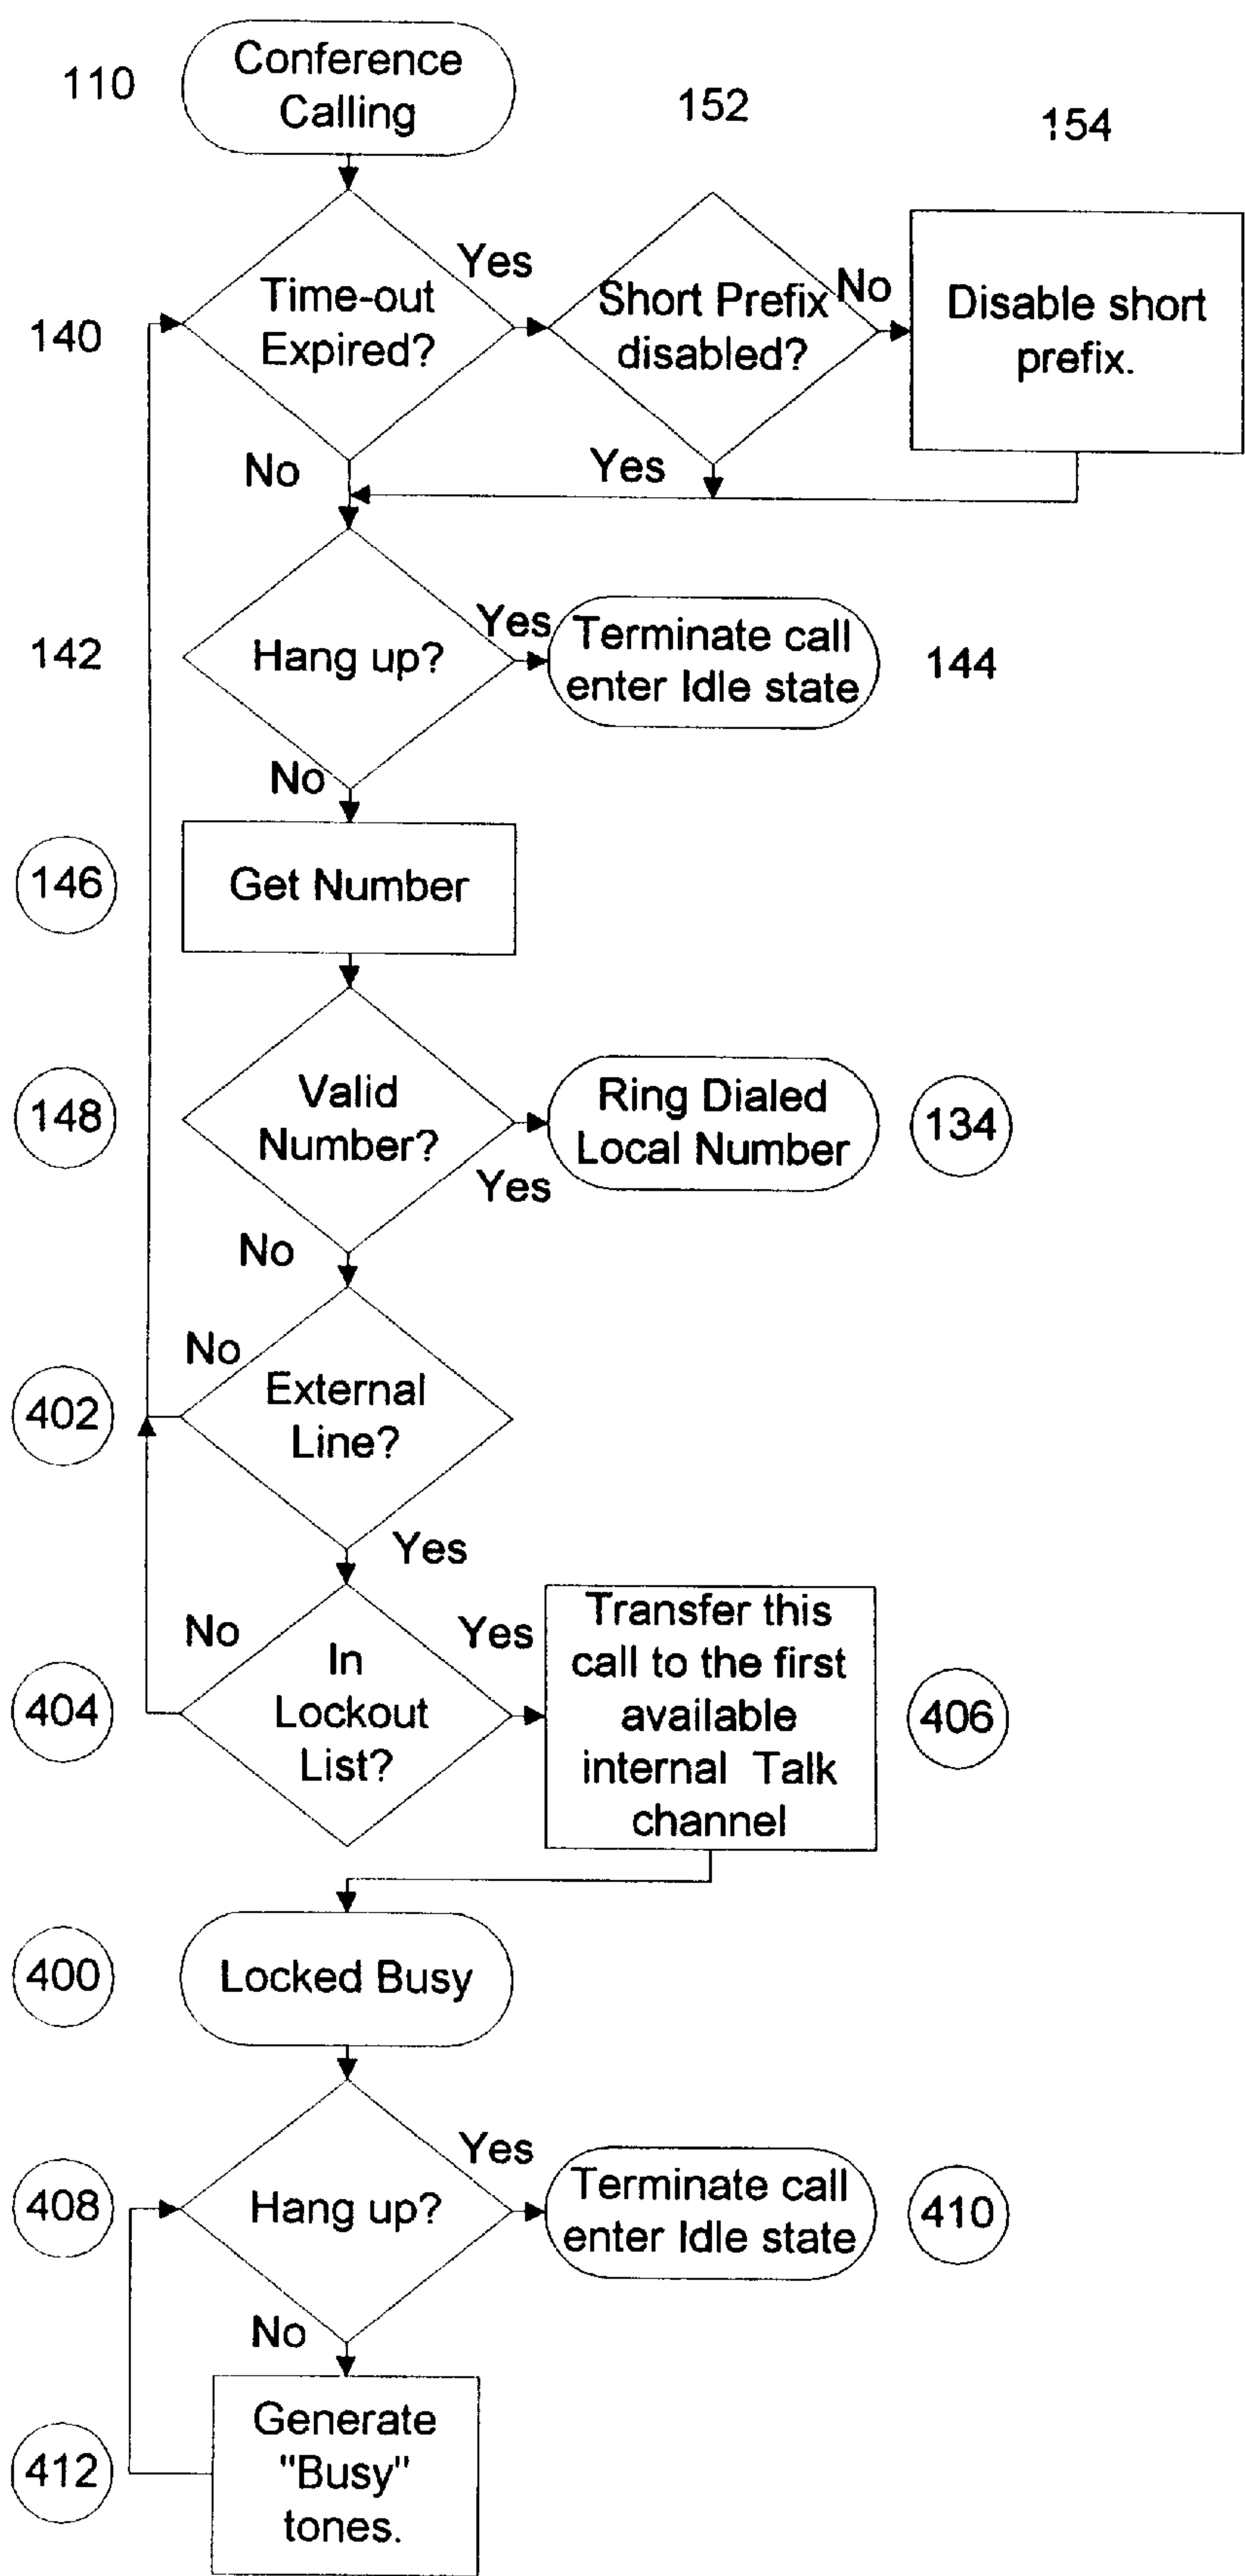 110
Conference
Calling
152
154
Yes
No
140
Time-out
Expired?
Short Prefix
disabled?
Disable short
prefix.
No
Yes
142
Hang up?
Yes
Terminate call
enter Idle state
144
No
146
Get Number
148
Valid
Number?
Ring Dialed
Local Number
134
Yes
No
No
402
External
Line?
Yes
No
Yes
404
In
Lockout
List?
Transfer this
call to the first
available
internal Talk
channel
406
400
Locked Busy
Yes
408
Hang up?
Terminate call
enter Idle state
410
No
412
Generate
"Busy"
tones.